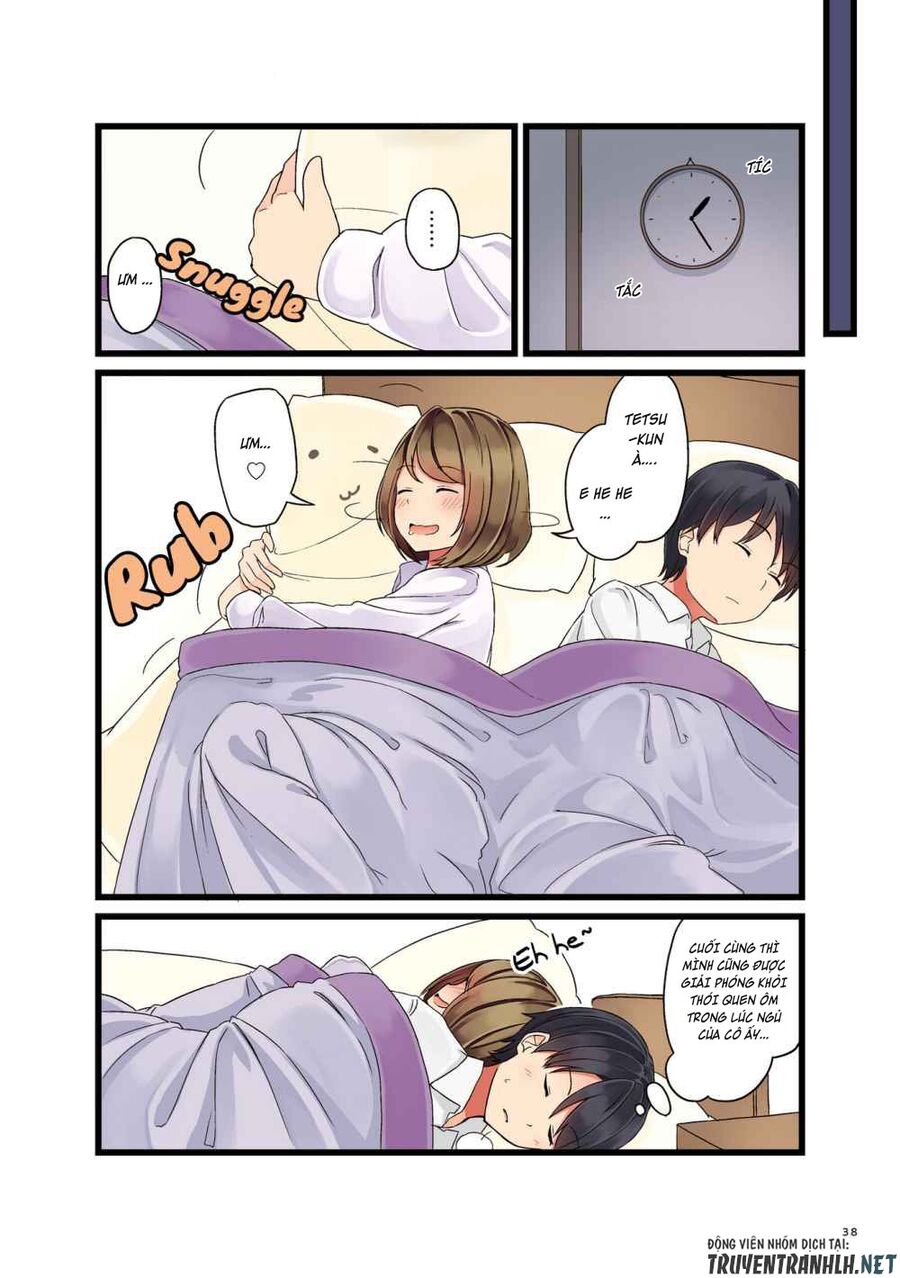 TÍC
TẮC
.....
Snuggle
ƯM ...
TETSU
-KUN
À....
E HE HE
...
ƯM...
♡
Rub
CUỐI CÙNG THÌ
MÌNH CŨNG ĐƯỢC
GIẢI PHÓNG KHỎI
THÓI QUEN ÔM
TRONG LÚC NGỦ
CỦA CÔ ẤY...
Eh he~
38
ĐỘNG VIÊN NHÓM DỊCH TẠI:
TRUYENTRANHLH.NET